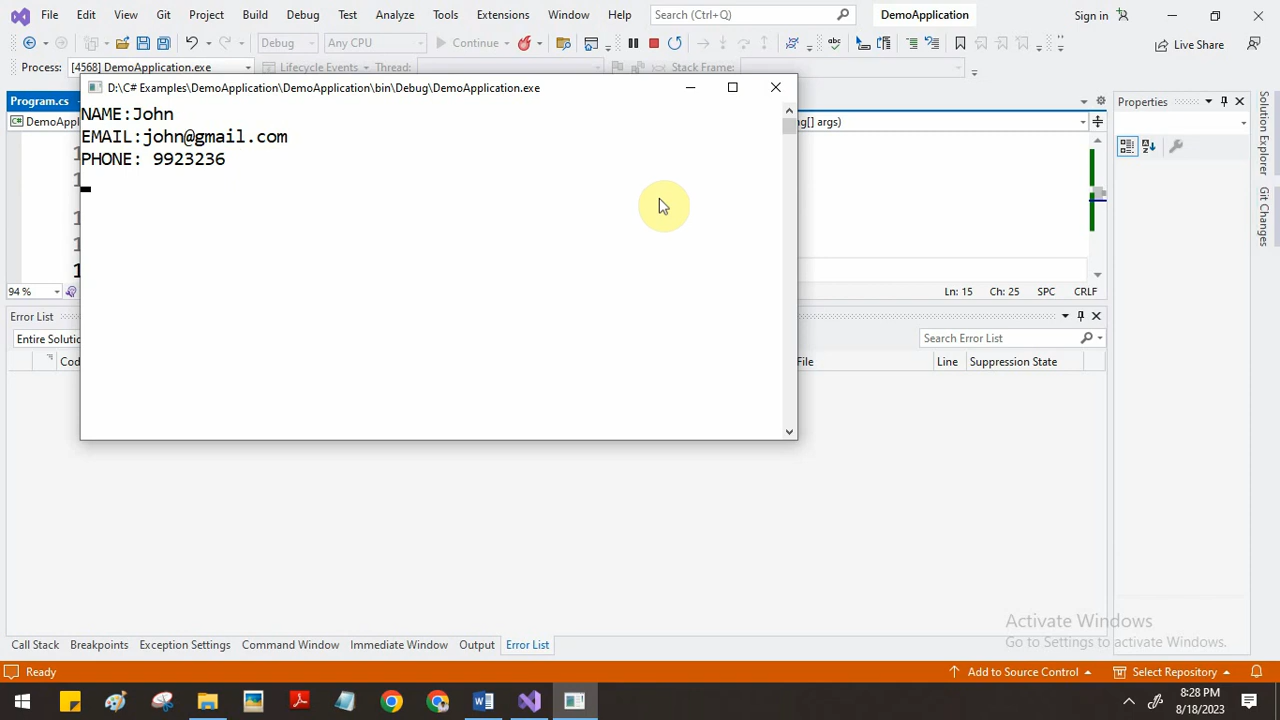 File Edit View Git Project Build Debug Test Analyze Tools Extensions Window Help Search (Ctrl+Q) DemoApplication Sign in
Debug Any CPU Continue Live Share
Process: [4568] DemoApplication.exe Lifecycle Events Thread: Stack Frame:
D:\C# Examples\DemoApplication\DemoApplication\bin\Debug\DemoApplication.exe
Program.cs
DemoAppl
g[] args)
Properties
Solution Explorer
Git Changes
NAME:John
EMAIL:john@gmail.com
PHONE: 9923236
94 % Ln: 15 Ch: 25 SPC CRLF
Error List
Entire Solutio Search Error List
Cod File Line Suppression State
Activate Windows
Go to Settings to activate Windows.
Call Stack Breakpoints Exception Settings Command Window Immediate Window Output Error List
Ready Add to Source Control Select Repository
8:28 PM
8/18/2023